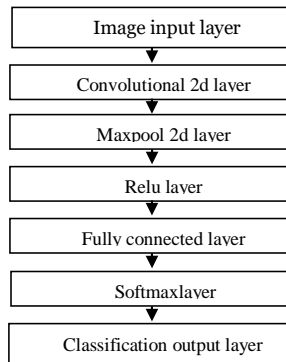 Image input layer
Convolutional 2d layer
Maxpool 2d layer
Relu layer
Fully connected layer
Softmaxlayer
Classification output layer